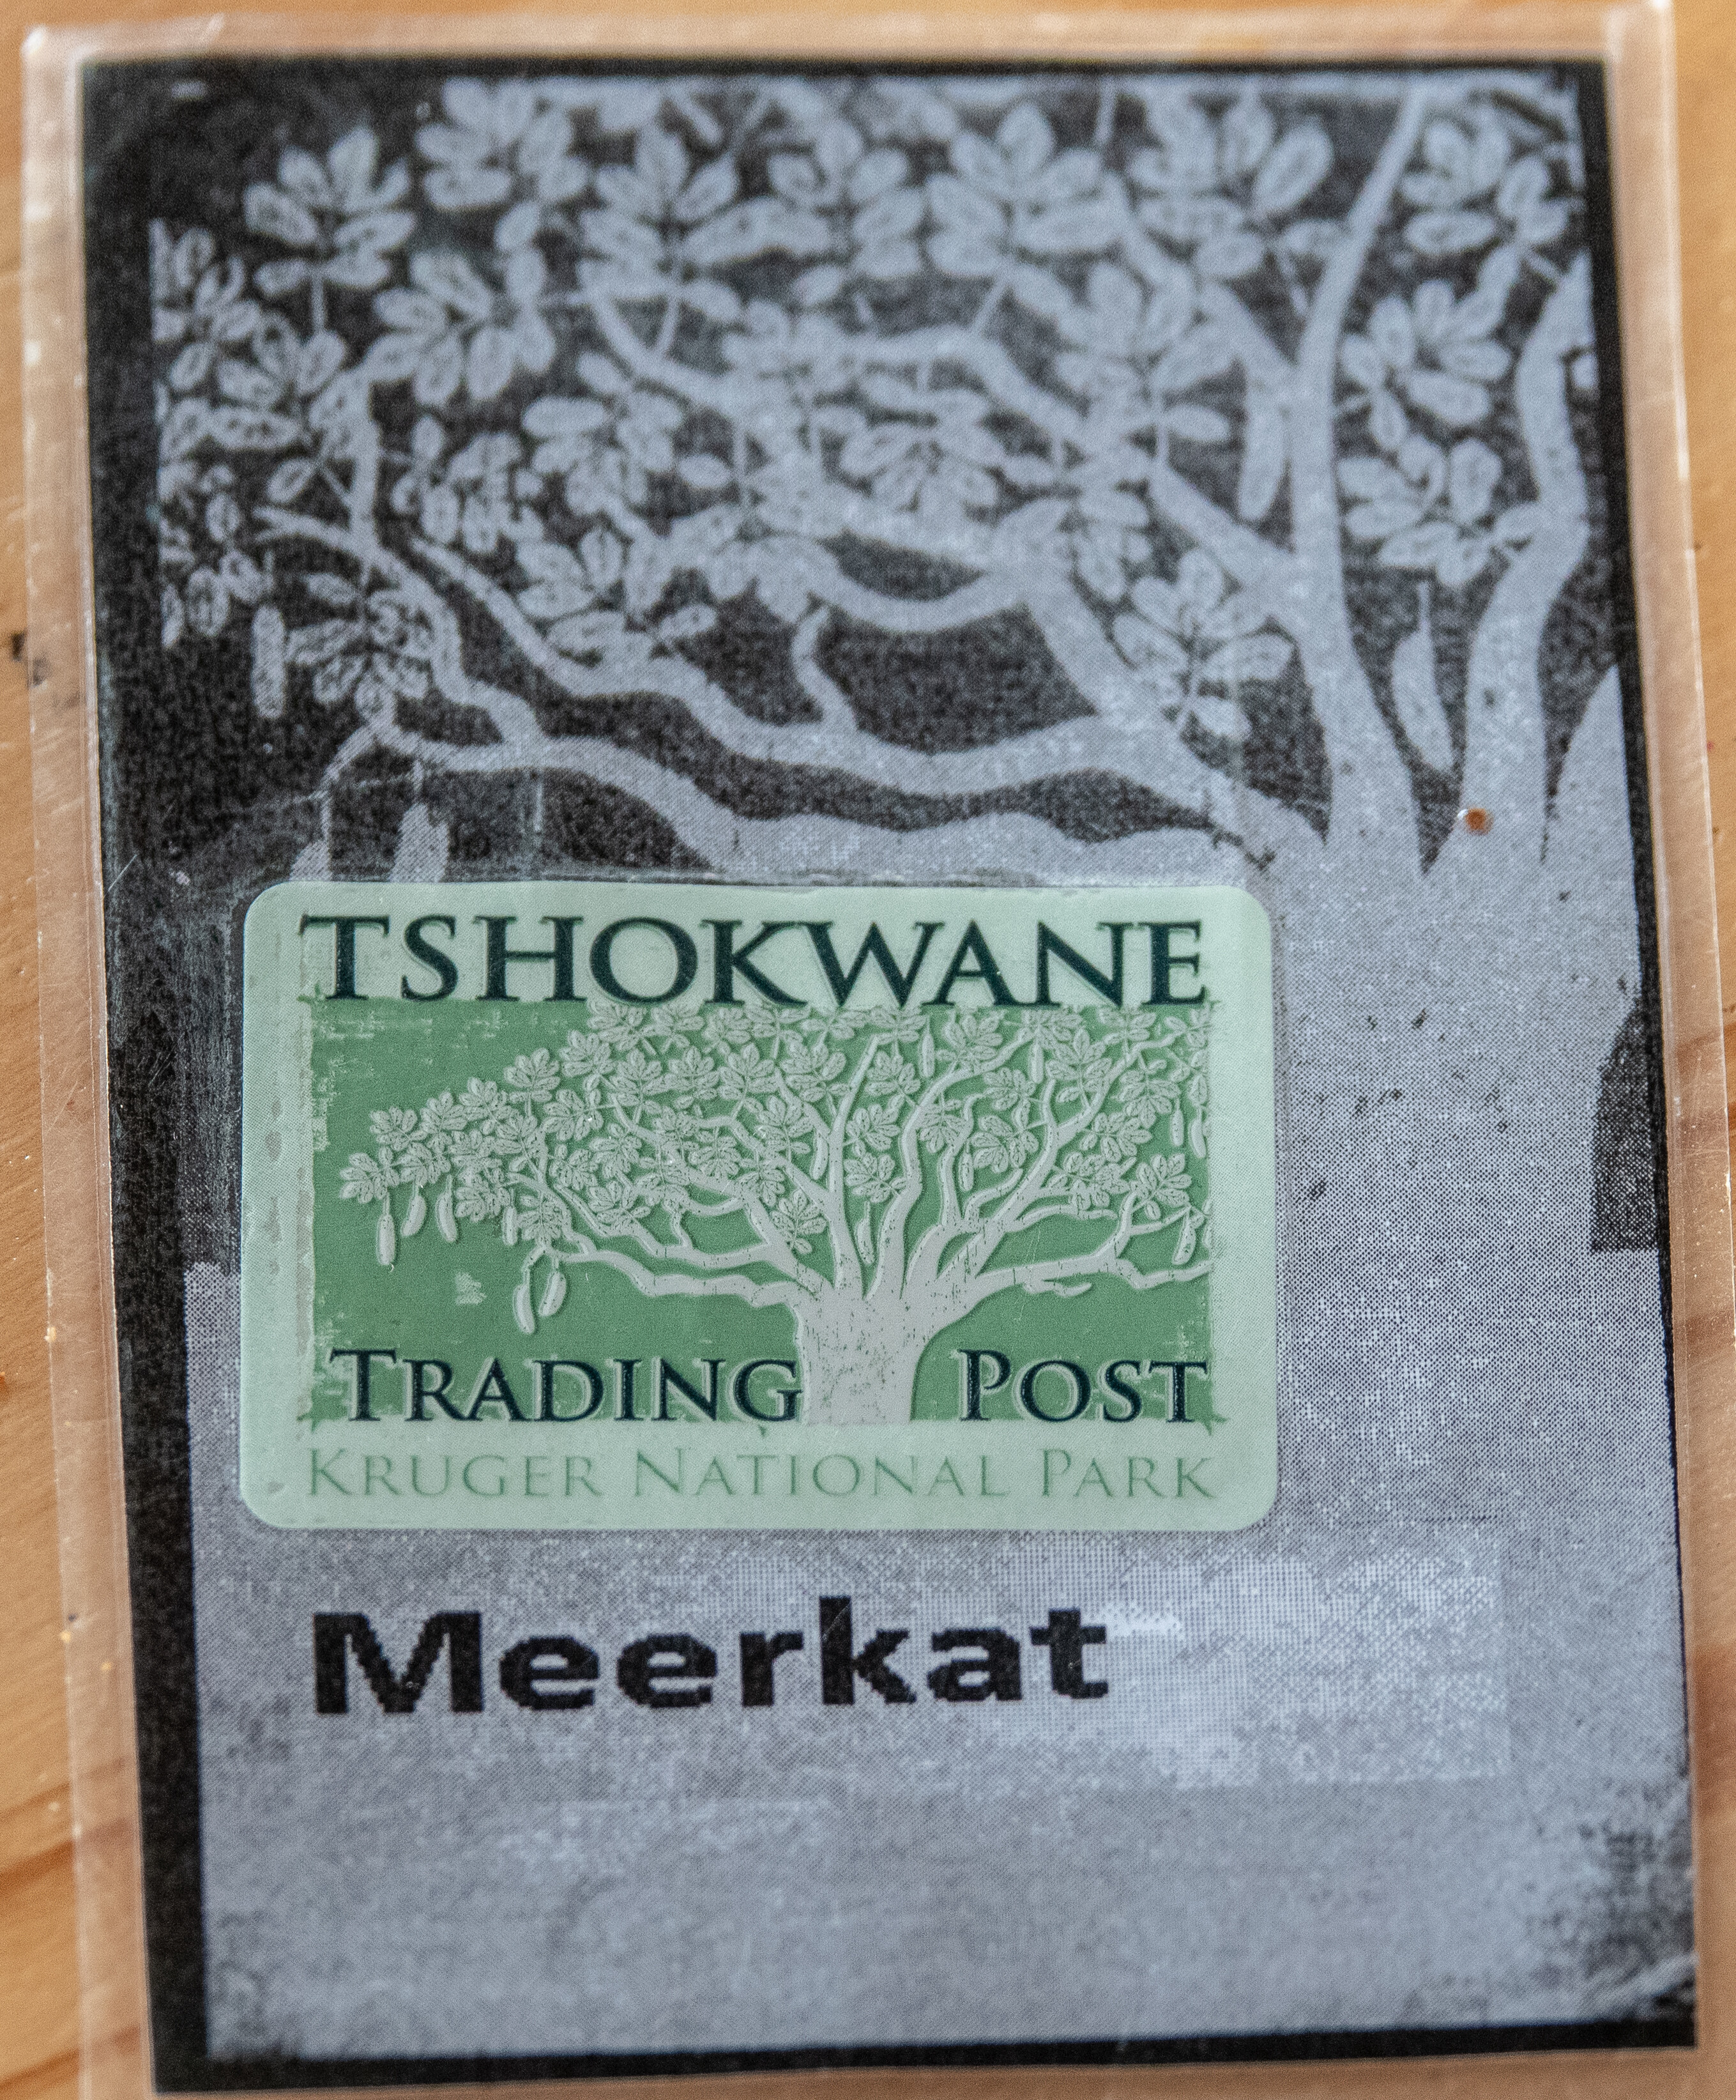 TSHOKWANE
TRADING POST
KRUGER NATIONAL PARK
Meerkat